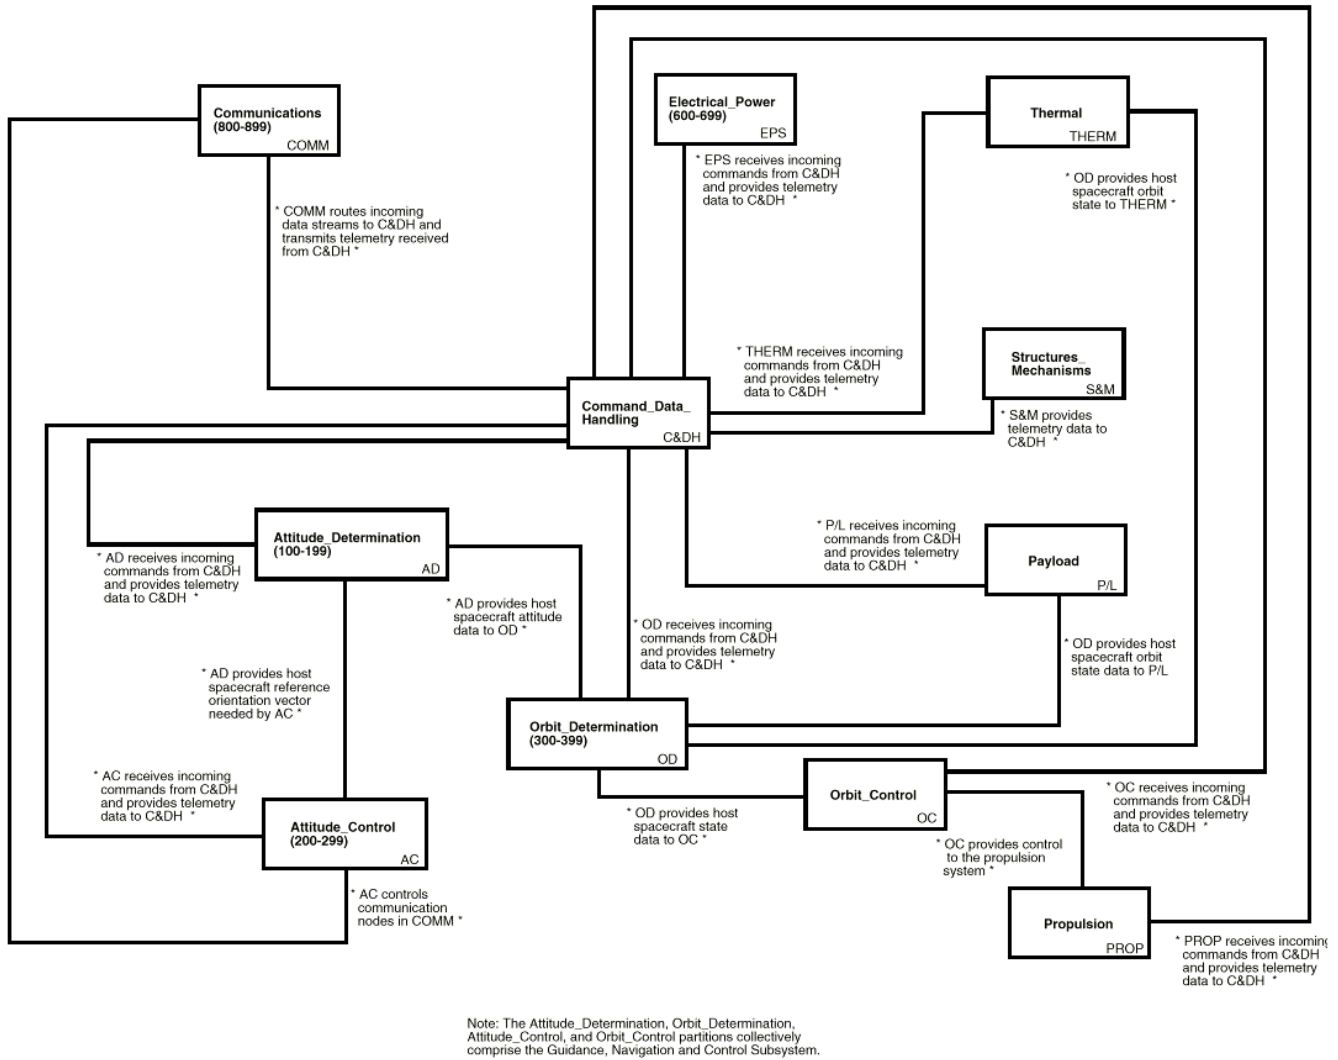 Communications
(800-899)
COMM
Electrical_Power
(600-699)
EPS
Thermal
THERM
* EPS receives incoming
commands from C&DH
and provides telemetry
data to C&DH *
* OD provides host
spacecraft orbit
state to THERM *
* COMM routes incoming
data streams to C&DH and
transmits telemetry received
from C&DH *
* THERM receives incoming
commands from C&DH
and provides telemetry
data to C&DH *
Structures_
Mechanisms
S&M
Command_Data_
Handling
C&DH
* S&M provides
telemetry data to
C&DH *
Attitude_Determination
(100-199)
AD
* P/L receives incoming
commands from C&DH
and provides telemetry
data to C&DH *
Payload
P/L
* AD receives incoming
commands from C&DH
and provides telemetry
data to C&DH *
* AD provides host
spacecraft attitude
data to OD *
* OD receives incoming
commands from C&DH
and provides telemetry
data to C&DH *
* OD provides host
spacecraft orbit
state data to P/L
* AD provides host
spacecraft reference
orientation vector
needed by AC *
Orbit_Determination
(300-399)
OD
* AC receives incoming
commands from C&DH
and provides telemetry
data to C&DH *
Orbit_Control
OC
* OC receives incoming
commands from C&DH
and provides telemetry
data to C&DH *
Attitude_Control
(200-299)
AC
* OD provides host
spacecraft state
data to OC *
* OC provides control
to the propulsion
system *
* AC controls
communication
nodes in COMM *
Propulsion
PROP
* PROP receives incoming
commands from C&DH
and provides telemetry
data to C&DH *
Note: The Attitude_Determination, Orbit_Determination,
Attitude_Control, and Orbit_Control partitions collectively
comprise the Guidance, Navigation and Control Subsystem.